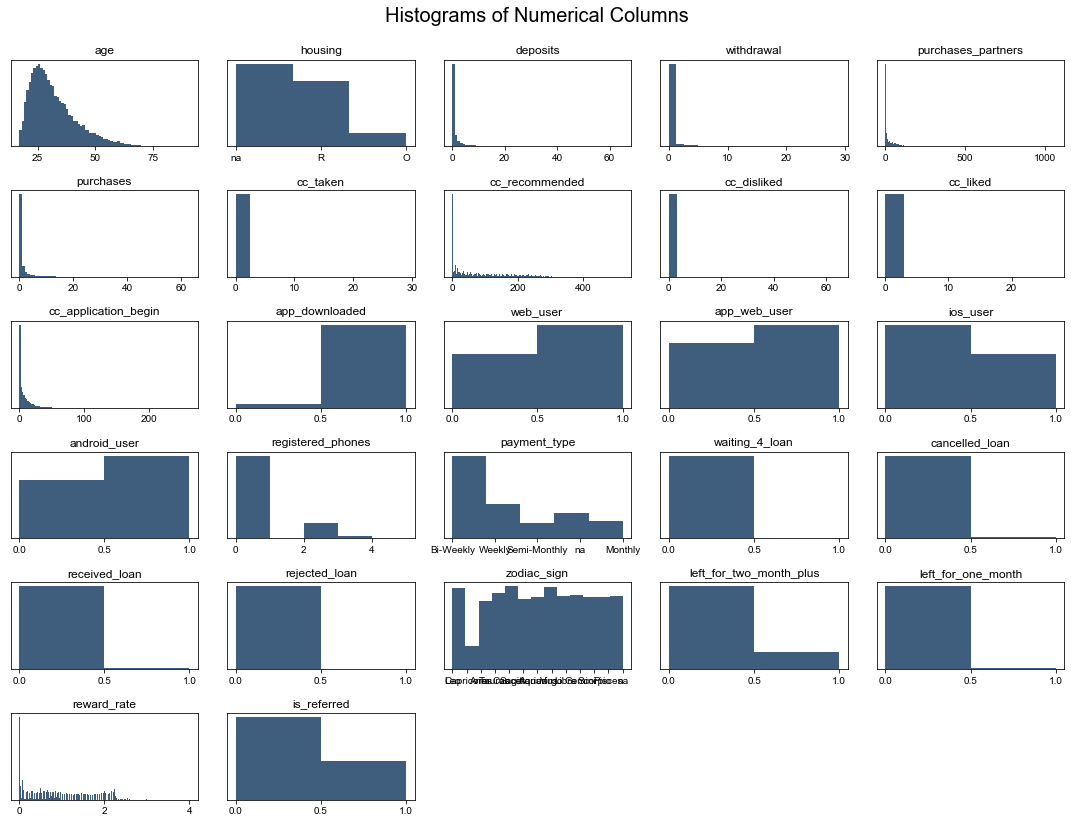 Histograms of Numerical Columns
age housing deposits withdrawal purchases_partners
25 50 75 na R O 0 20 40 60 0 10 20 30 0 500 1000
purchases cc_taken cc_recommended cc_disliked cc_liked
0 20 40 60 0 10 20 30 0 200 400 0 20 40 60 0 10 20
cc_application_begin app_downloaded web_user app_web_user ios_user
0 100 200 0.0 0.5 1.0 0.0 0.5 1.0 0.0 0.5 1.0 0.0 0.5 1.0
android_user registered_phones payment_type waiting_4_loan cancelled_loan
0.0 0.5 1.0 0 2 4 Bi-Weekly Weekly Semi-Monthly na Monthly 0.0 0.5 1.0 0.0 0.5 1.0
received_loan rejected_loan zodiac_sign left_for_two_month_plus left_for_one_month
0.0 0.5 1.0 0.0 0.5 1.0 na 0.0 0.5 1.0 0.0 0.5 1.0
reward_rate is_referred
0 2 4 0.0 0.5 1.0